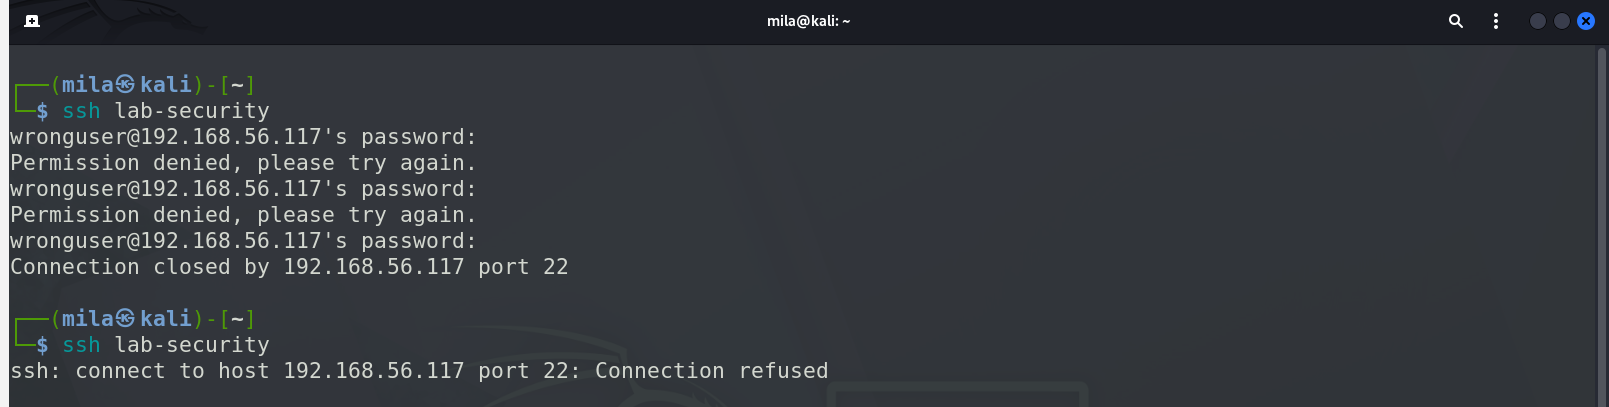 mila@kali: ~
(mila㉿kali)-[~]
$ ssh lab-security
wronguser@192.168.56.117's password:
Permission denied, please try again.
wronguser@192.168.56.117's password:
Permission denied, please try again.
wronguser@192.168.56.117's password:
Connection closed by 192.168.56.117 port 22
(mila㉿kali)-[~]
$ ssh lab-security
ssh: connect to host 192.168.56.117 port 22: Connection refused